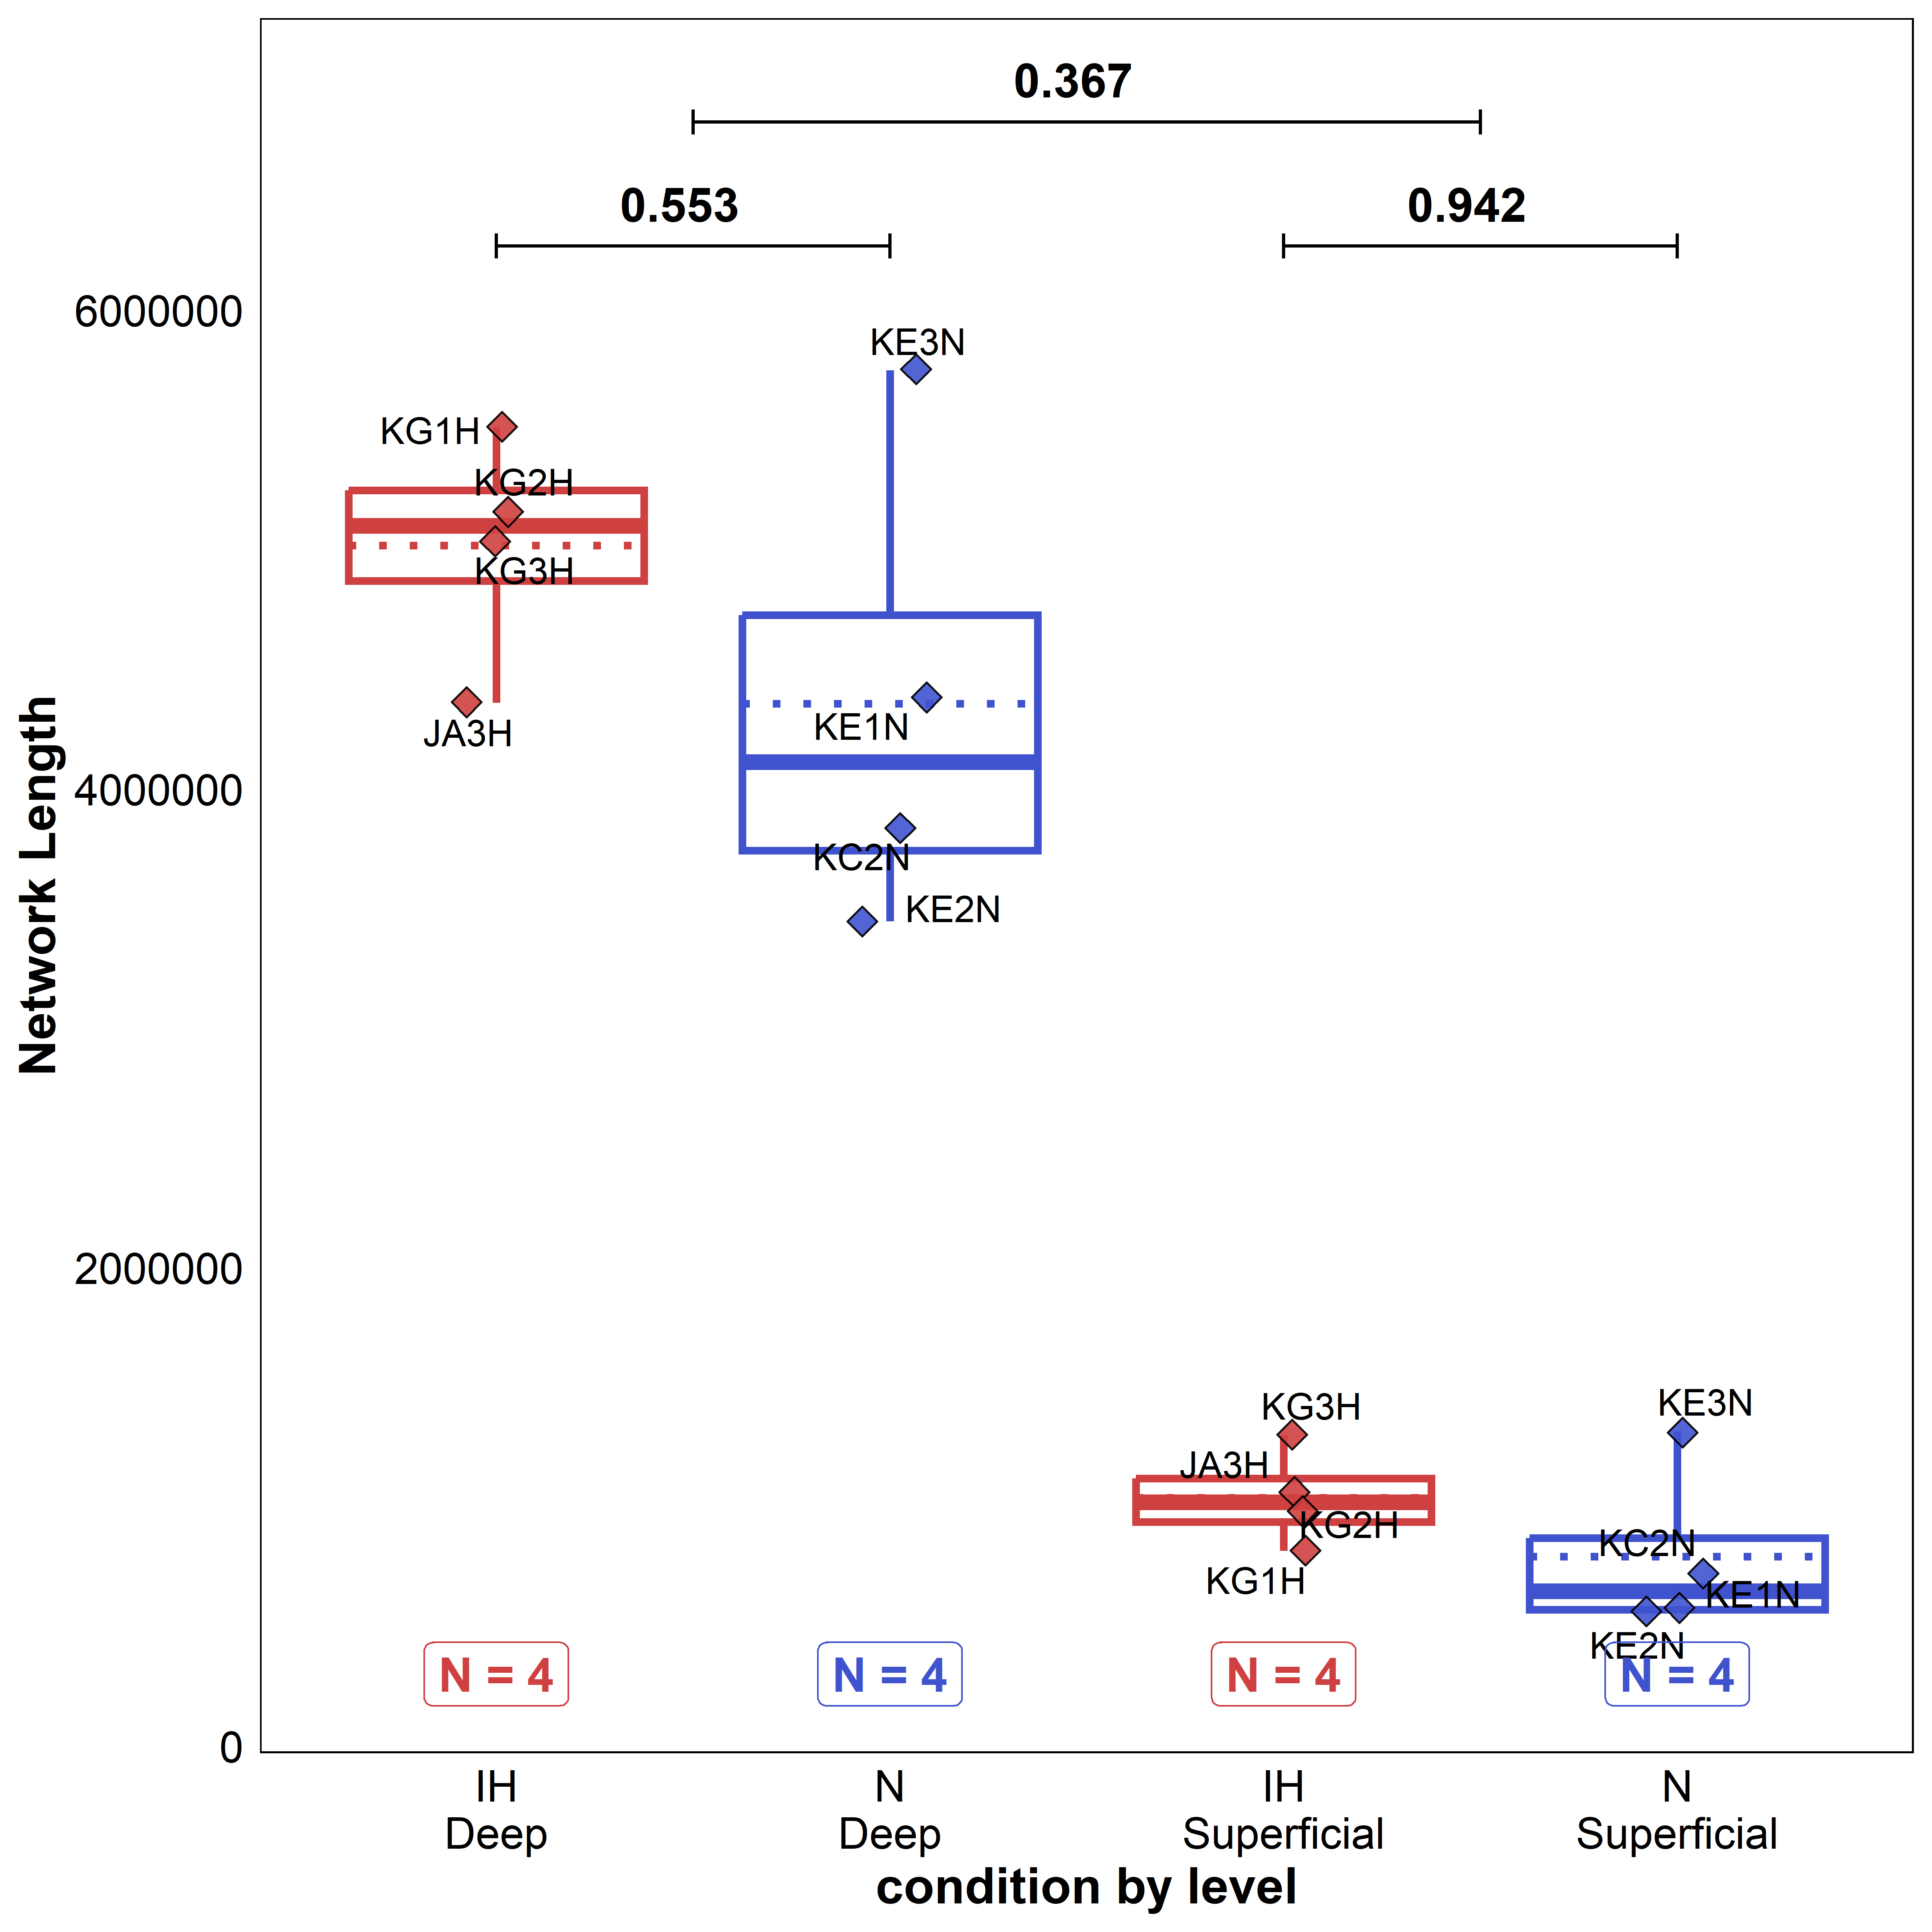 0.367
0.553
0.942
6000000
4000000
2000000
0
Network Length
KE3N
KG1H
KG2H
KG3H
JA3H
KE1N
KC2N
KE2N
KG3H
JA3H
KG2H
KG1H
KE3N
KC2N
KE1N
KE2N
N = 4
N = 4
N = 4
N = 4
IH
Deep
N
Deep
IH
Superficial
N
Superficial
condition by level